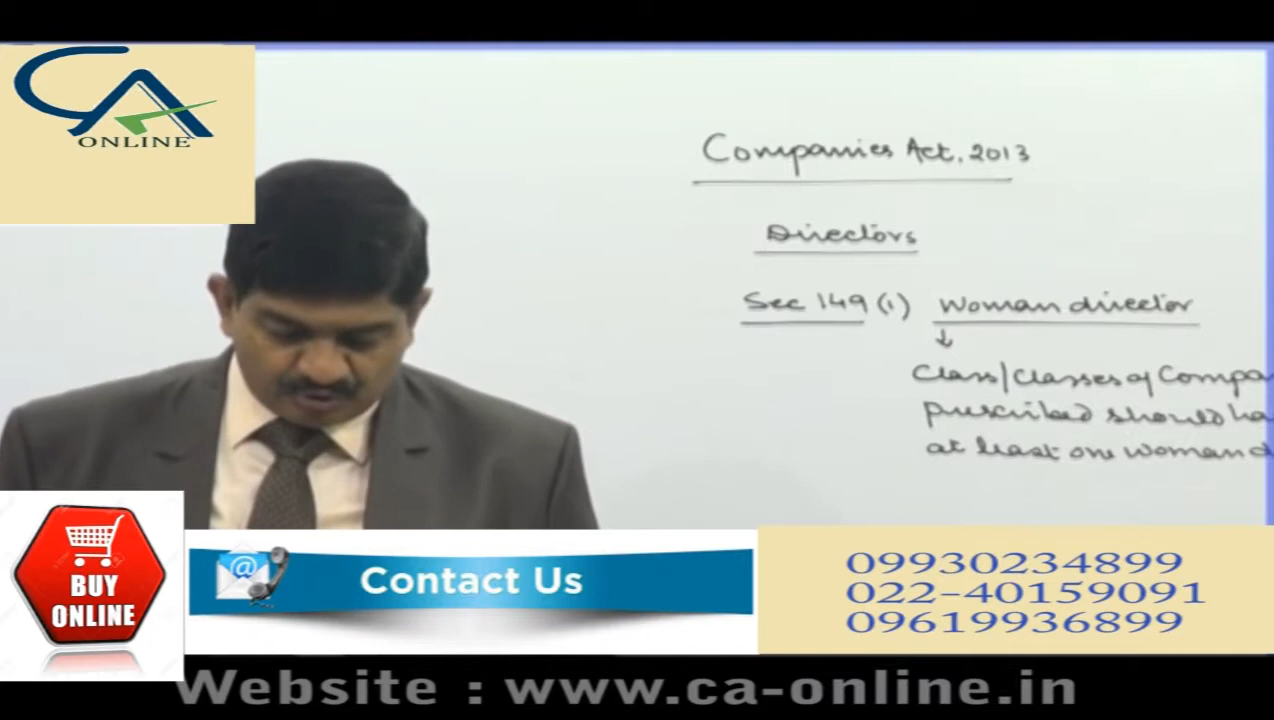 CA
ONLINE
Companies Act, 2013
Directors
Sec 149 (1) Woman director
Class/Classes of Compa
prescribed should ha
at least one woman d
BUY
ONLINE
@
Contact Us
09930234899
022-40159091
09619936899
Website : www.ca-online.in